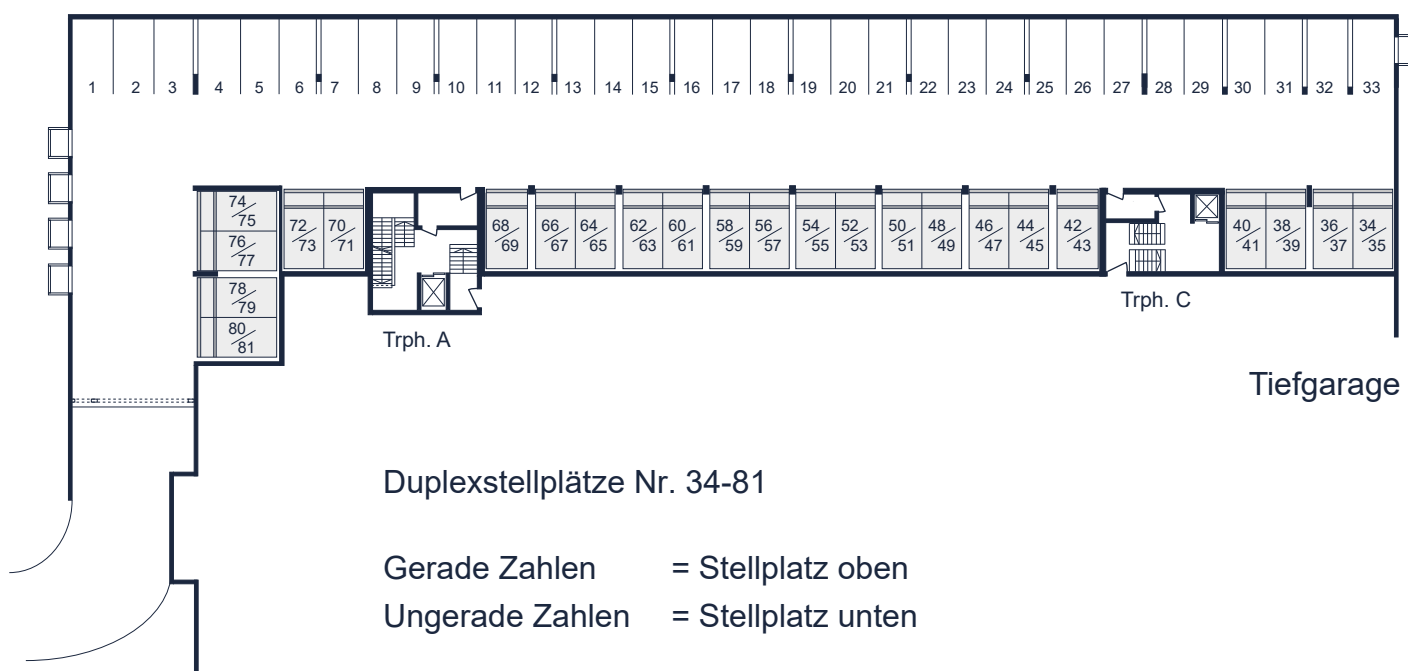 1 2 3 4 5 6 7 8 9 10 11 12 13 14 15 16 17 18 19 20 21 22 23 24 25 26 27 28 29 30 31 32 33
74/75
76/77
72/73 70/71 68/69 66/67 64/65 62/63 60/61 58/59 56/57 54/55 52/53 50/51 48/49 46/47 44/45 42/43 40/41 38/39 36/37 34/35
78/79
80/81
Trph. A
Trph. C
Tiefgarage
Duplexstellplätze Nr. 34-81
Gerade Zahlen = Stellplatz oben
Ungerade Zahlen = Stellplatz unten